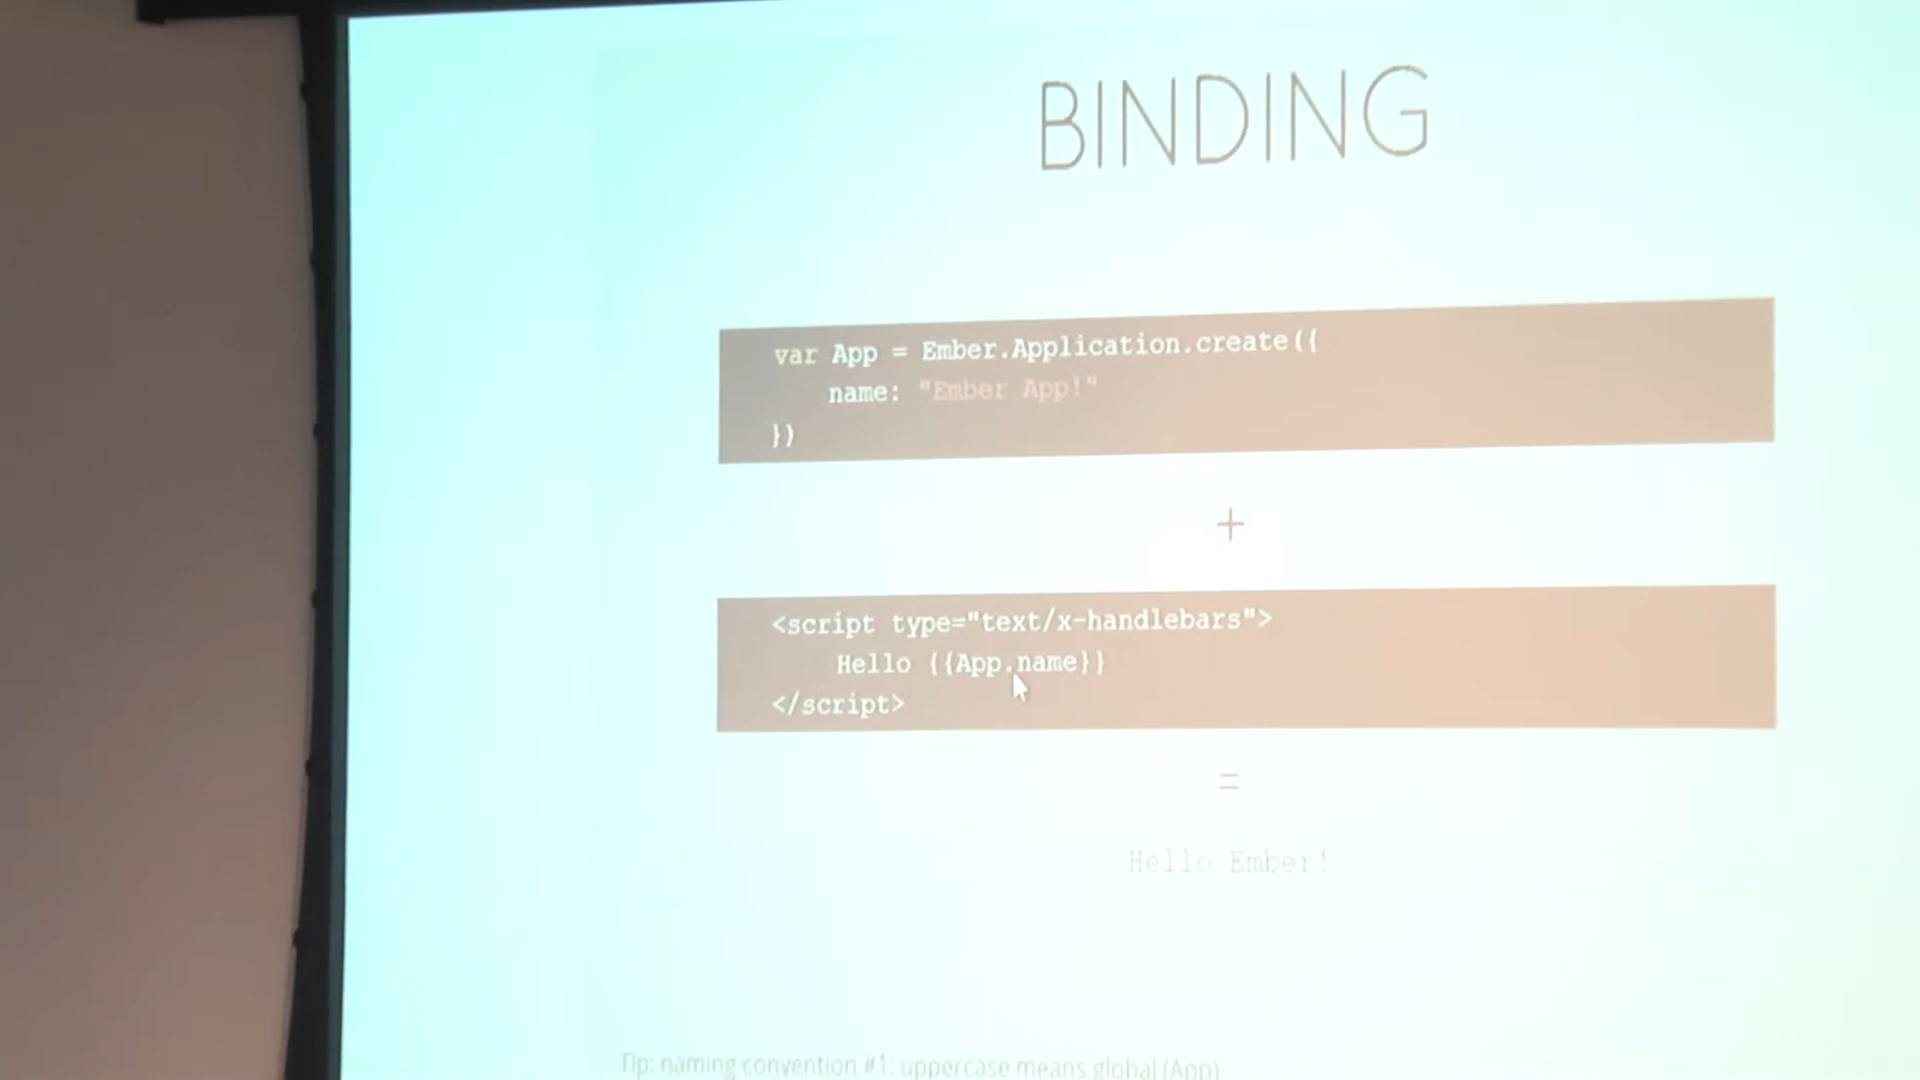 BINDING
var App = Ember.Application.create({
name: "Ember App!"
})
+
<script type="text/x-handlebars">
Hello {{App.name}}
</script>
=
Hello Ember!
Tip: naming convention #1: uppercase means global (App)